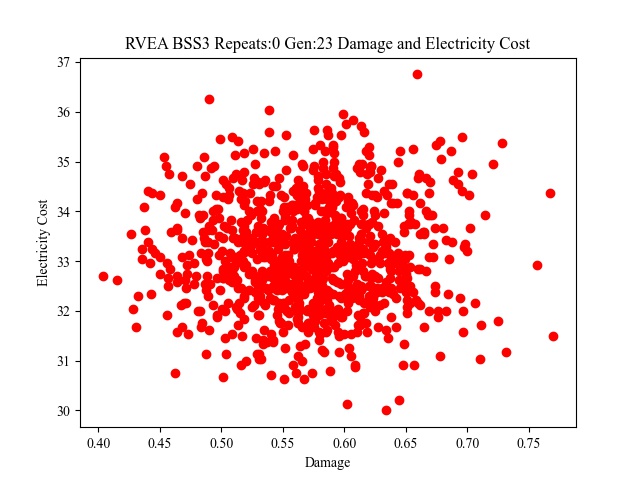 RVEA BSS3 Repeats:0 Gen:23 Damage and Electricity Cost
37
36
35
34
33
32
31
30
Electricity Cost
0.40 0.45 0.50 0.55 0.60 0.65 0.70 0.75
Damage